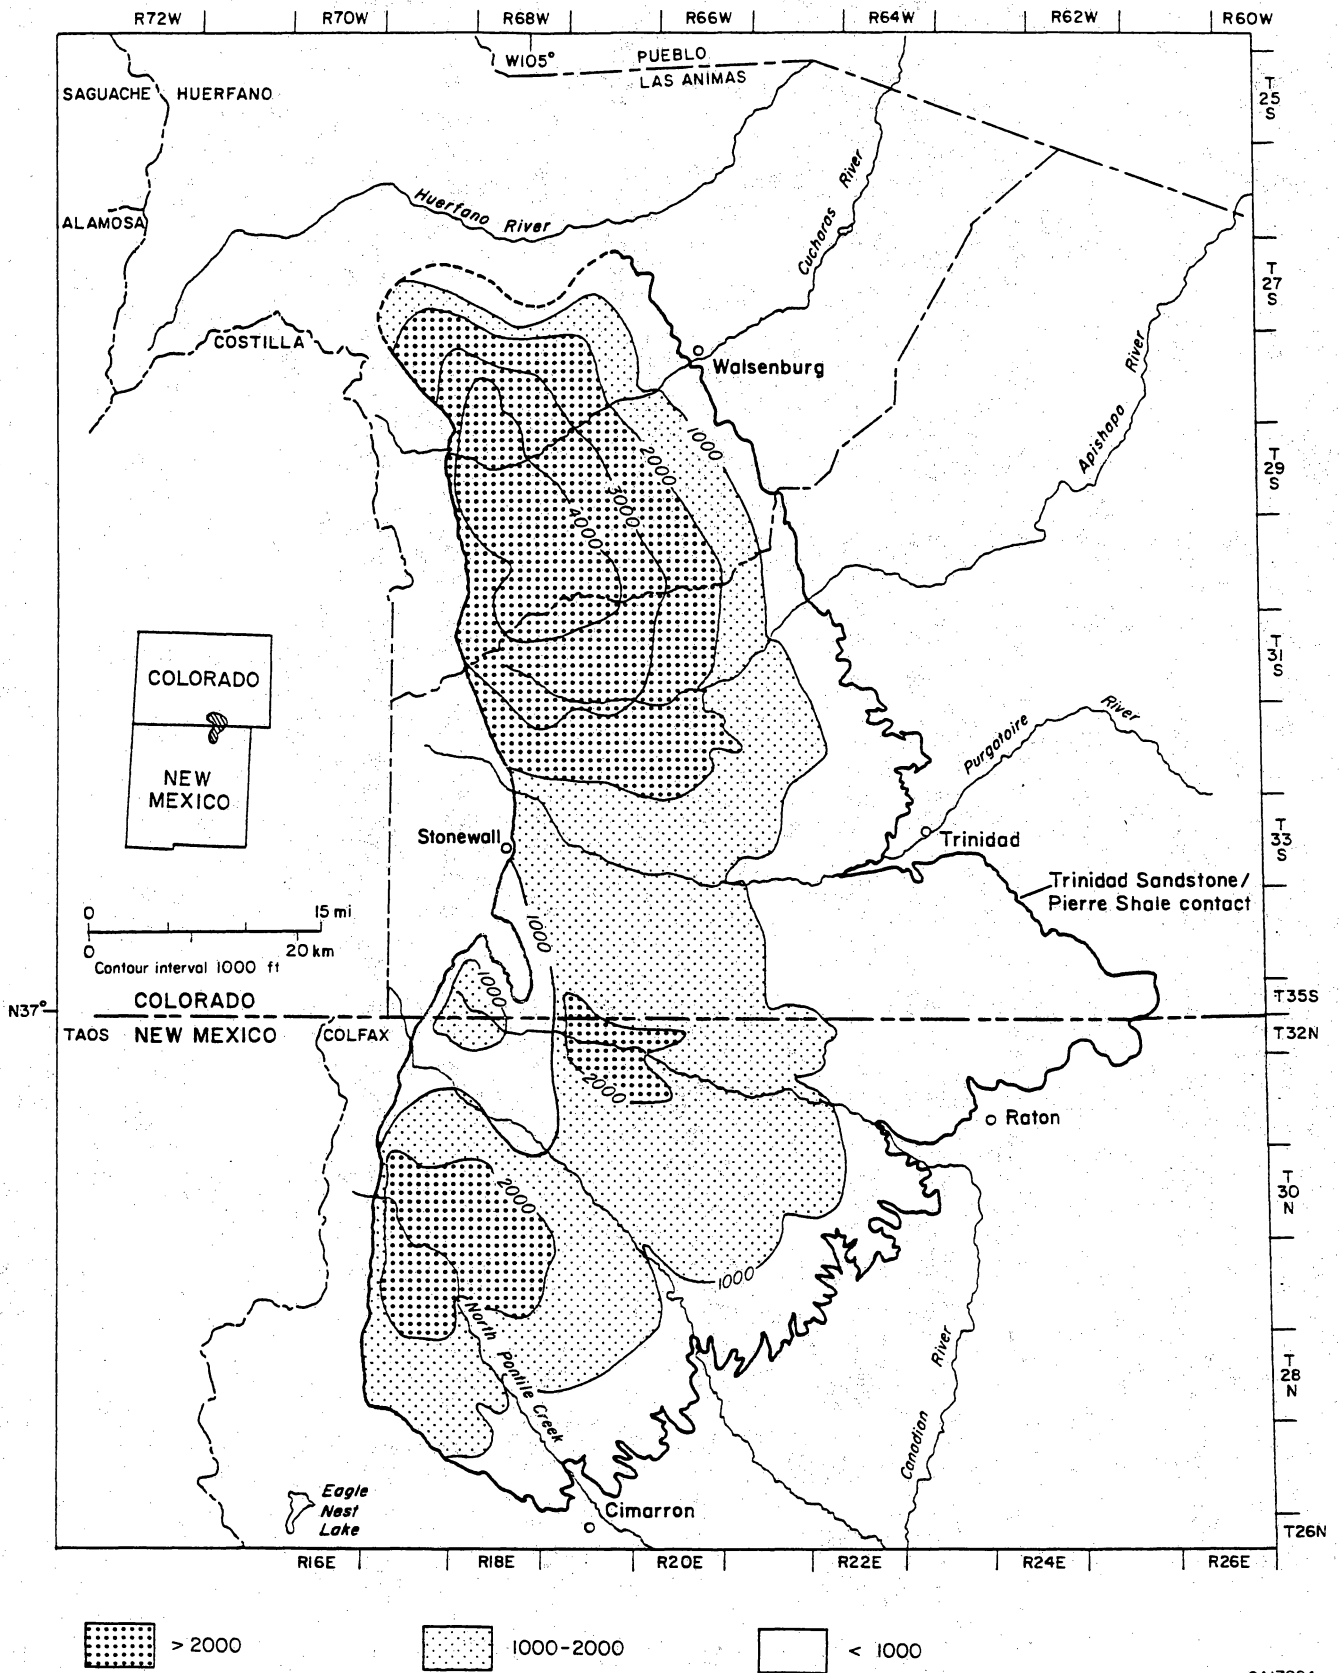 R72W R70W R68W R66W R64W R62W R60W
W105°
PUEBLO
LAS ANIMAS
SAGUACHE HUERFANO
T 25 S
ALAMOSA
Huerfano River
Cucharas River
T 27 S
COSTILLA
Walsenburg
Apishapa River
1000
2000
3000
4000
T 29 S
COLORADO
NEW MEXICO
T 31 S
Purgatoire River
Stonewall
Trinidad
T 33 S
Trinidad Sandstone/
Pierre Shale contact
0 15 mi
0 20 km
Contour interval 1000 ft
1000
1000
N37°
COLORADO
T35S
TAOS NEW MEXICO COLFAX
T32N
2000
Raton
2000
T 30 N
1000
North Ponile Creek
Canadian River
T 28 N
Eagle
Nest
Lake
Cimarron
T26N
R16E R18E R20E R22E R24E R26E
> 2000
1000-2000
< 1000